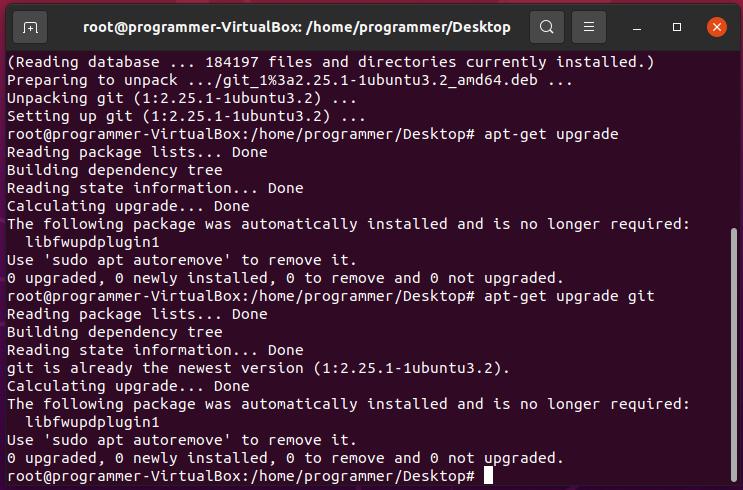 root@programmer-VirtualBox: /home/programmer/Desktop
(Reading database ... 184197 files and directories currently installed.)
Preparing to unpack .../git_1%3a2.25.1-1ubuntu3.2_amd64.deb ...
Unpacking git (1:2.25.1-1ubuntu3.2) ...
Setting up git (1:2.25.1-1ubuntu3.2) ...
root@programmer-VirtualBox:/home/programmer/Desktop# apt-get upgrade
Reading package lists... Done
Building dependency tree
Reading state information... Done
Calculating upgrade... Done
The following package was automatically installed and is no longer required:
  libfwupdplugin1
Use 'sudo apt autoremove' to remove it.
0 upgraded, 0 newly installed, 0 to remove and 0 not upgraded.
root@programmer-VirtualBox:/home/programmer/Desktop# apt-get upgrade git
Reading package lists... Done
Building dependency tree
Reading state information... Done
git is already the newest version (1:2.25.1-1ubuntu3.2).
Calculating upgrade... Done
The following package was automatically installed and is no longer required:
  libfwupdplugin1
Use 'sudo apt autoremove' to remove it.
0 upgraded, 0 newly installed, 0 to remove and 0 not upgraded.
root@programmer-VirtualBox:/home/programmer/Desktop#